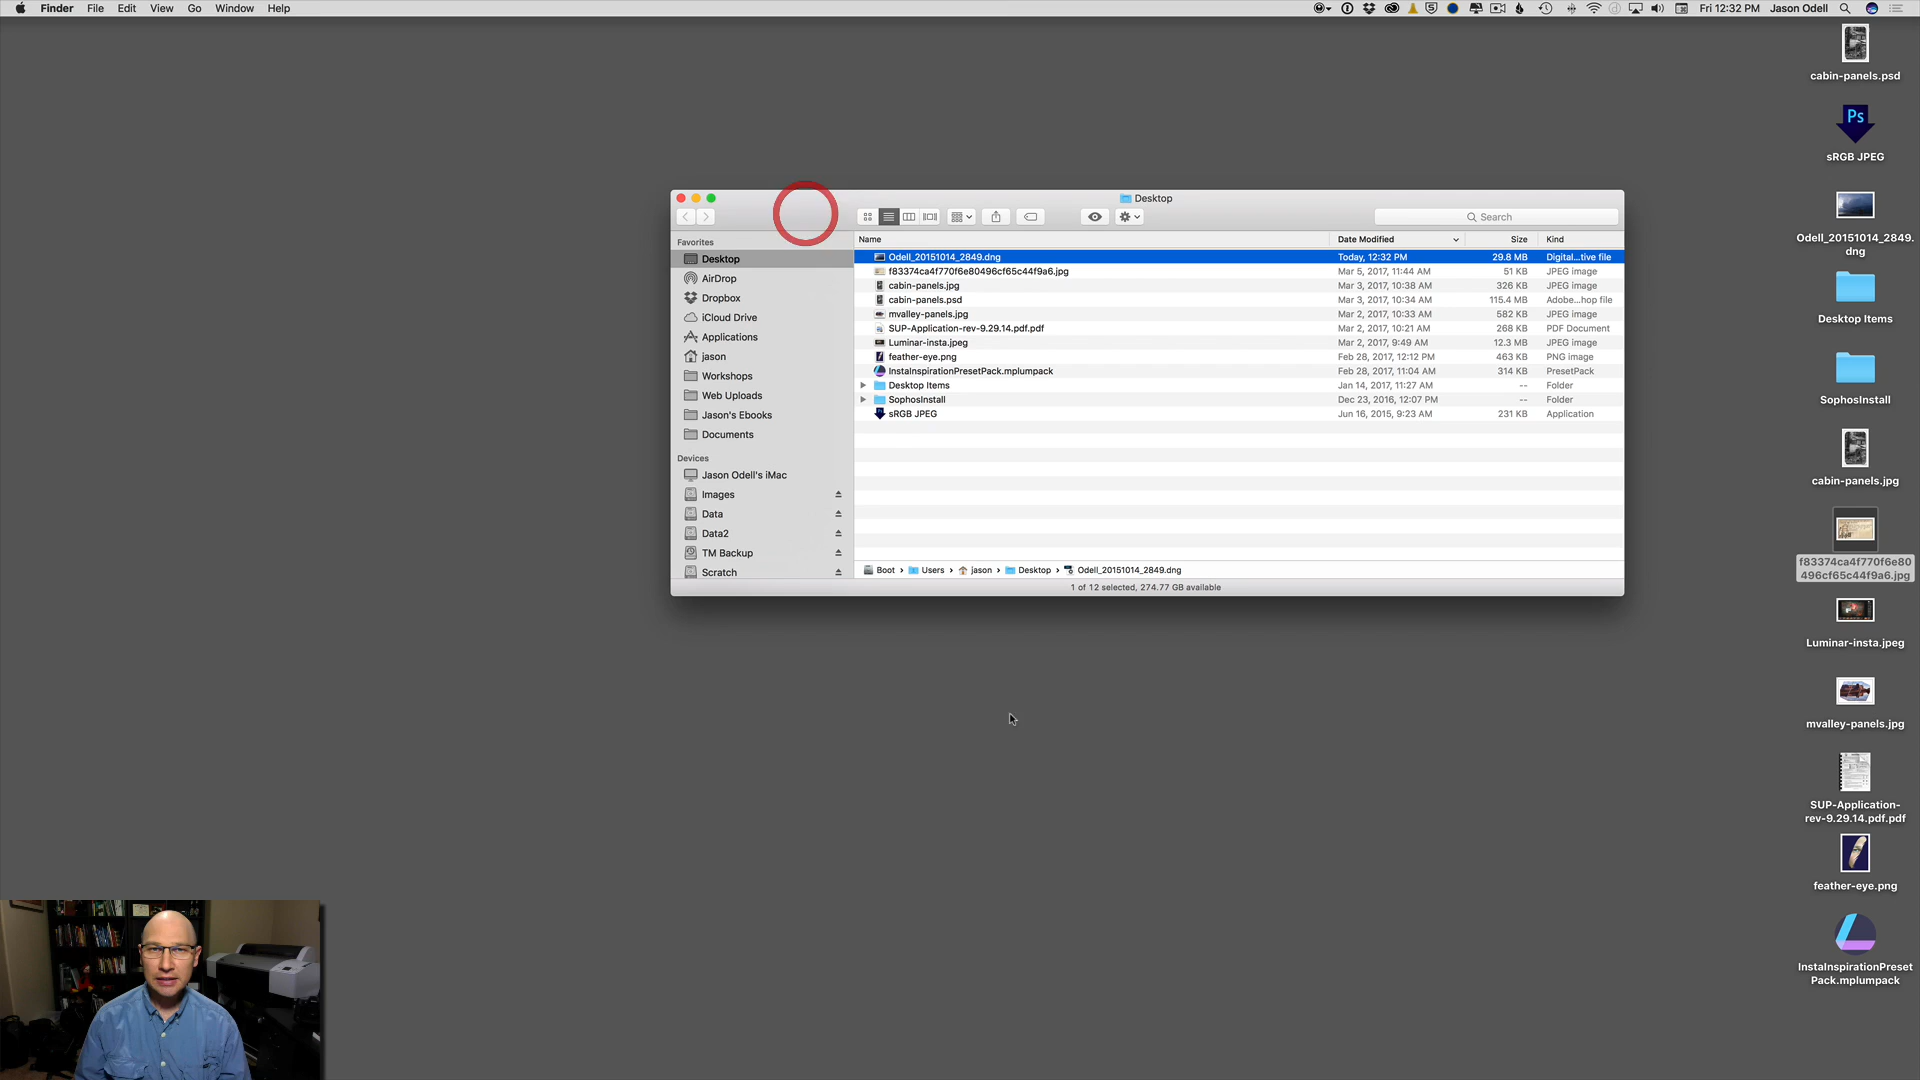 Finder File Edit View Go Window Help
Fri 12:32 PM Jason Odell
Desktop
Search
Favorites
Desktop
AirDrop
Dropbox
iCloud Drive
Applications
jason
Workshops
Web Uploads
Jason's Ebooks
Documents
Devices
Jason Odell's iMac
Images
Data
Data2
TM Backup
Scratch
Name Date Modified Size Kind
Odell_20151014_2849.dng Today, 12:32 PM 29.8 MB Digital...tive file
f83374ca4f770f6e80496cf65c44f9a6.jpg Mar 5, 2017, 11:44 AM 51 KB JPEG image
cabin-panels.jpg Mar 3, 2017, 10:38 AM 326 KB JPEG image
cabin-panels.psd Mar 3, 2017, 10:34 AM 115.4 MB Adobe...hop file
mvalley-panels.jpg Mar 2, 2017, 10:33 AM 582 KB JPEG image
SUP-Application-rev-9.29.14.pdf.pdf Mar 2, 2017, 10:21 AM 268 KB PDF Document
Luminar-insta.jpeg Mar 2, 2017, 9:49 AM 12.3 MB JPEG image
feather-eye.png Feb 28, 2017, 12:12 PM 463 KB PNG image
InstaInspirationPresetPack.mplumpack Feb 28, 2017, 11:04 AM 314 KB PresetPack
Desktop Items Jan 14, 2017, 11:27 AM -- Folder
SophosInstall Dec 23, 2016, 12:07 PM -- Folder
sRGB JPEG Jun 16, 2015, 9:23 AM 231 KB Application
Boot › Users › jason › Desktop › Odell_20151014_2849.dng
1 of 12 selected, 274.77 GB available
cabin-panels.psd
Ps
sRGB JPEG
Odell_20151014_2849.
dng
Desktop Items
SophosInstall
cabin-panels.jpg
f83374ca4f770f6e80
496cf65c44f9a6.jpg
Luminar-insta.jpeg
mvalley-panels.jpg
SUP-Application-
rev-9.29.14.pdf.pdf
feather-eye.png
InstaInspirationPreset
Pack.mplumpack